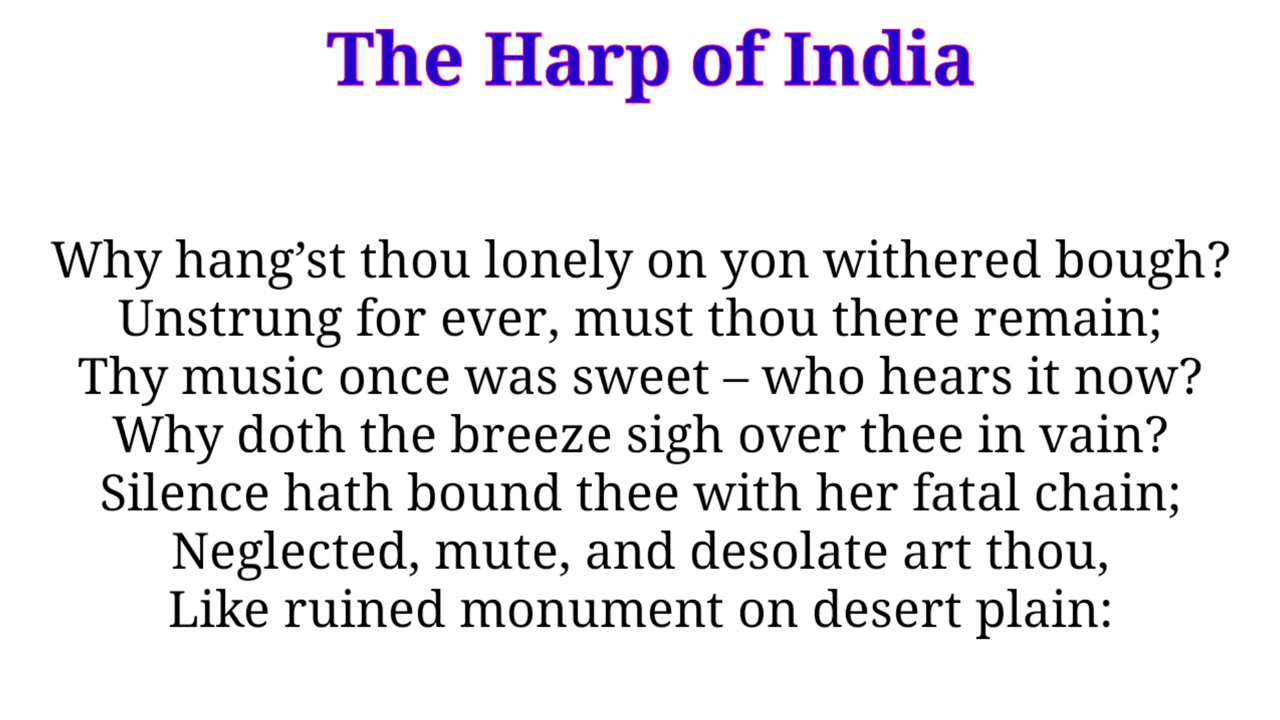 The Harp of India
Why hang’st thou lonely on yon withered bough?
Unstrung for ever, must thou there remain;
Thy music once was sweet – who hears it now?
Why doth the breeze sigh over thee in vain?
Silence hath bound thee with her fatal chain;
Neglected, mute, and desolate art thou,
Like ruined monument on desert plain: